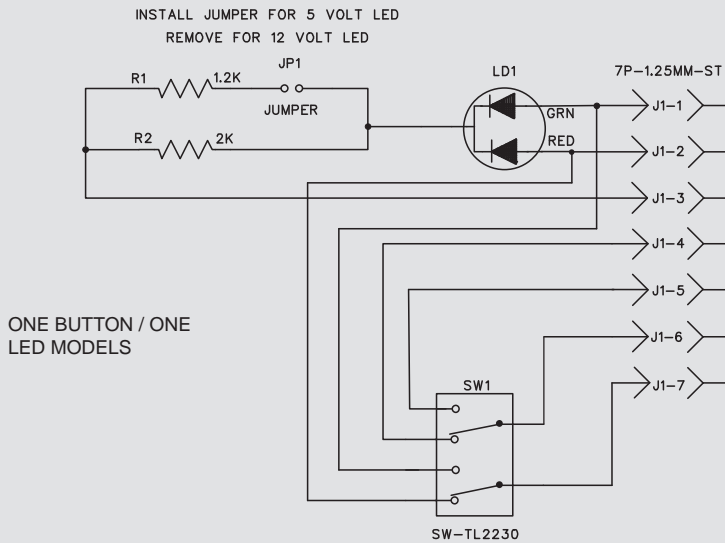 INSTALL JUMPER FOR 5 VOLT LED
REMOVE FOR 12 VOLT LED
JP1
R1
1.2K
JUMPER
R2
2K
LD1
GRN
RED
7P-1.25MM-ST
J1-1
J1-2
J1-3
J1-4
J1-5
J1-6
J1-7
ONE BUTTON / ONE
LED MODELS
SW1
SW-TL2230